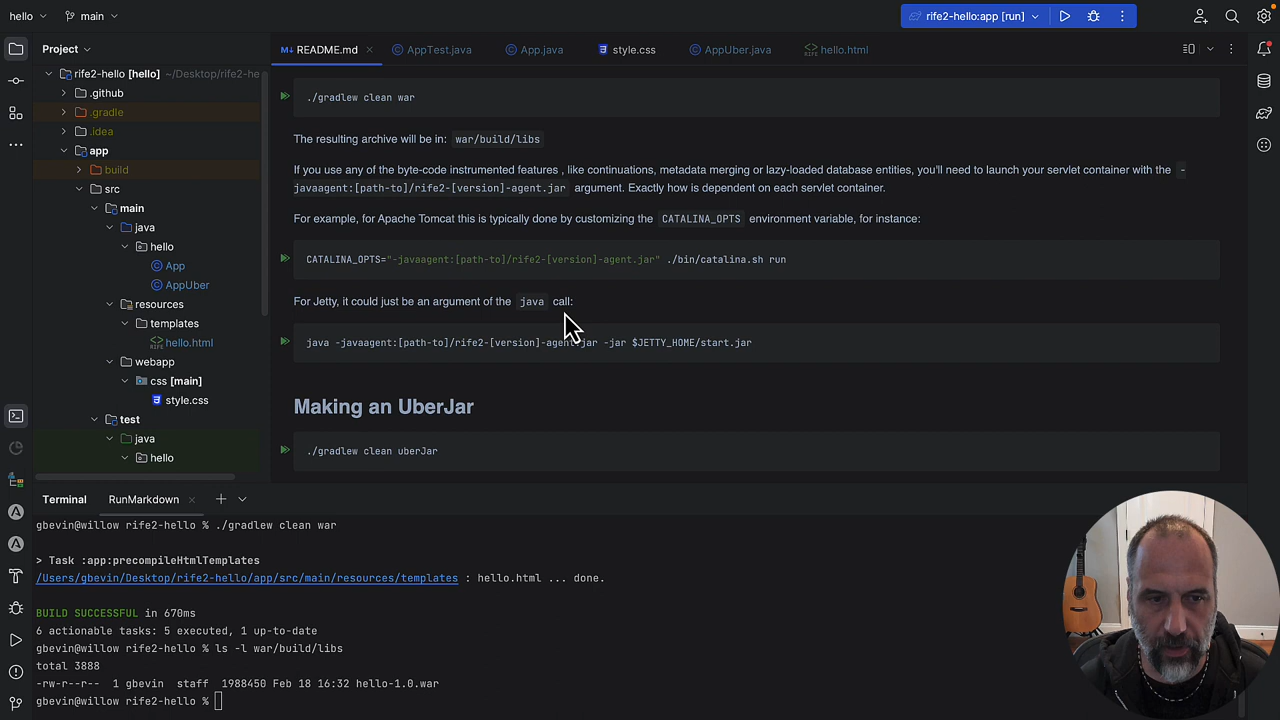 hello
main
rife2-hello:app [run]
Project
README.md
AppTest.java
App.java
style.css
AppUber.java
hello.html
rife2-hello [hello] ~/Desktop/rife2-he
.github
.gradle
.idea
app
build
src
main
java
hello
App
AppUber
resources
templates
hello.html
webapp
css [main]
style.css
test
java
hello
./gradlew clean war
The resulting archive will be in: war/build/libs
If you use any of the byte-code instrumented features , like continuations, metadata merging or lazy-loaded database entities, you'll need to launch your servlet container with the -
javaagent:[path-to]/rife2-[version]-agent.jar argument. Exactly how is dependent on each servlet container.
For example, for Apache Tomcat this is typically done by customizing the CATALINA_OPTS environment variable, for instance:
CATALINA_OPTS="-javaagent:[path-to]/rife2-[version]-agent.jar" ./bin/catalina.sh run
For Jetty, it could just be an argument of the java call:
java -javaagent:[path-to]/rife2-[version]-agent.jar -jar $JETTY_HOME/start.jar
Making an UberJar
./gradlew clean uberJar
Terminal
RunMarkdown
gbevin@willow rife2-hello % ./gradlew clean war
> Task :app:precompileHtmlTemplates
/Users/gbevin/Desktop/rife2-hello/app/src/main/resources/templates : hello.html ... done.
BUILD SUCCESSFUL in 670ms
6 actionable tasks: 5 executed, 1 up-to-date
gbevin@willow rife2-hello % ls -l war/build/libs
total 3888
-rw-r--r-- 1 gbevin staff 1988450 Feb 18 16:32 hello-1.0.war
gbevin@willow rife2-hello %